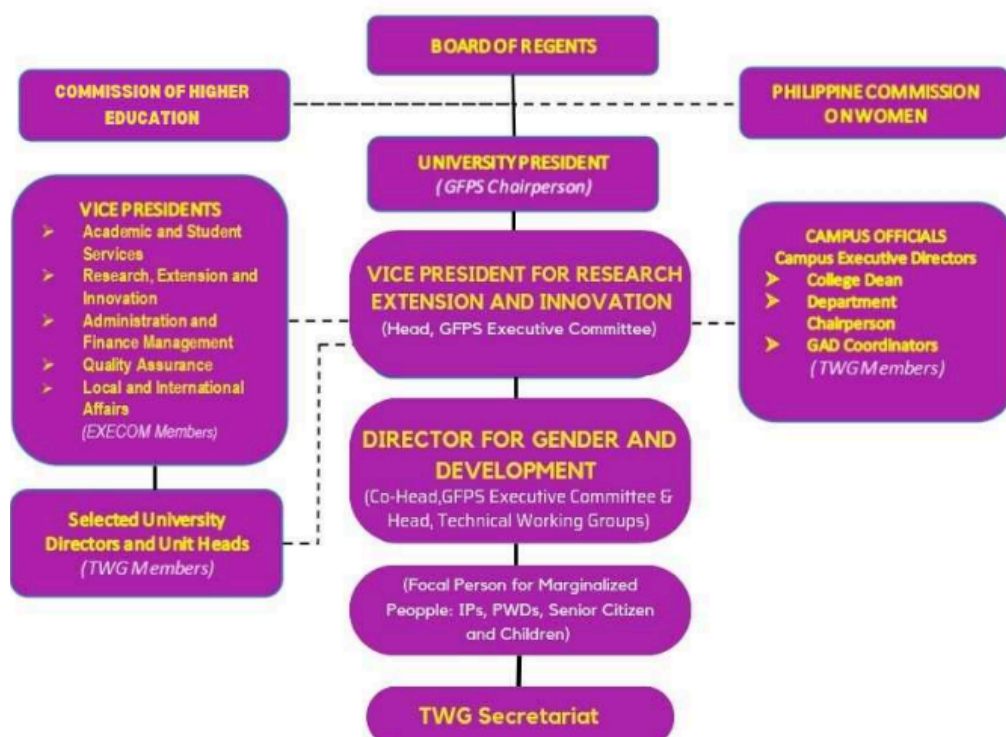 BOARD OF REGENTS
COMMISSION OF HIGHER
EDUCATION
PHILIPPINE COMMISSION
ON WOMEN
UNIVERSITY PRESIDENT
(GFPS Chairperson)
VICE PRESIDENTS
➢ Academic and Student
Services
➢ Research, Extension and
Innovation
➢ Administration and
Finance Management
➢ Quality Assurance
➢ Local and International
Affairs
(EXECOM Members)
VICE PRESIDENT FOR RESEARCH
EXTENSION AND INNOVATION
(Head, GFPS Executive Committee)
CAMPUS OFFICIALS
Campus Executive Directors
➢ College Dean
➢ Department
Chairperson
➢ GAD Coordinators
(TWG Members)
DIRECTOR FOR GENDER AND
DEVELOPMENT
(Co-Head,GFPS Executive Committee &
Head, Technical Working Groups)
Selected University
Directors and Unit Heads
(TWG Members)
(Focal Person for Marginalized
Peopple: IPs, PWDs, Senior Citizen
and Children)
TWG Secretariat